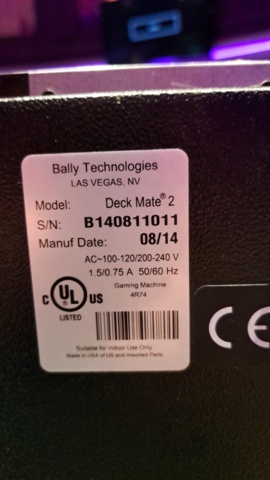 Bally Technologies
LAS VEGAS, NV
Model: Deck Mate® 2
S/N: B140811011
Manuf Date: 08/14
AC~100-120/200-240 V
1.5/0.75 A 50/60 Hz
Gaming Machine
4R74
C UL® US
LISTED
CE
Suitable for Indoor Use Only
Made in USA of US and Imported Parts